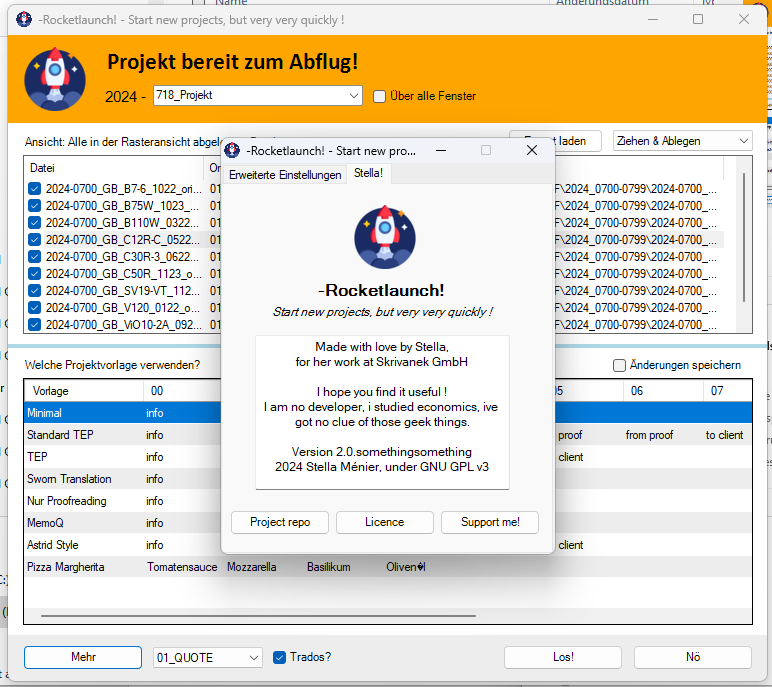 Name
Änderungsdatum
-Rocketlaunch! - Start new projects, but very very quickly !
Projekt bereit zum Abflug!
2024 - 718_Projekt
Über alle Fenster
Ansicht: Alle in der Rasteransicht
laden
Ziehen & Ablegen
Datei
2024-0700_GB_B7-6_1022_ori... 01 F\2024_0700-0799\2024-0700_...
2024-0700_GB_B75W_1023_... 01 F\2024_0700-0799\2024-0700_...
2024-0700_GB_B110W_0322... 01 F\2024_0700-0799\2024-0700_...
2024-0700_GB_C12R-C_0522... 01 F\2024_0700-0799\2024-0700_...
2024-0700_GB_C30R-3_0622... 01 F\2024_0700-0799\2024-0700_...
2024-0700_GB_C50R_1123_o... 01 F\2024_0700-0799\2024-0700_...
2024-0700_GB_SV19-VT_112... 01 F\2024_0700-0799\2024-0700_...
2024-0700_GB_V120_0122_o... 01 F\2024_0700-0799\2024-0700_...
2024-0700_GB_ViO10-2A_092... 01 F\2024_0700-0799\2024-0700_...
Welche Projektvorlage verwenden?
Änderungen speichern
Vorlage 00 05 06 07
Minimal info
Standard TEP info proof from proof to client
TEP info client
Sworn Translation info
Nur Proofreading info
MemoQ info
Astrid Style info client
Pizza Margherita Tomatensauce Mozzarella Basilikum Oliven�l
Mehr
01_QUOTE
Trados?
Los!
Nö
-Rocketlaunch! - Start new pro...
Erweiterte Einstellungen
Stella!
-Rocketlaunch!
Start new projects, but very very quickly !
Made with love by Stella,
for her work at Skrivanek GmbH
I hope you find it useful !
I am no developer, i studied economics, ive
got no clue of those geek things.
Version 2.0.somethingsomething
2024 Stella Ménier, under GNU GPL v3
Project repo
Licence
Support me!